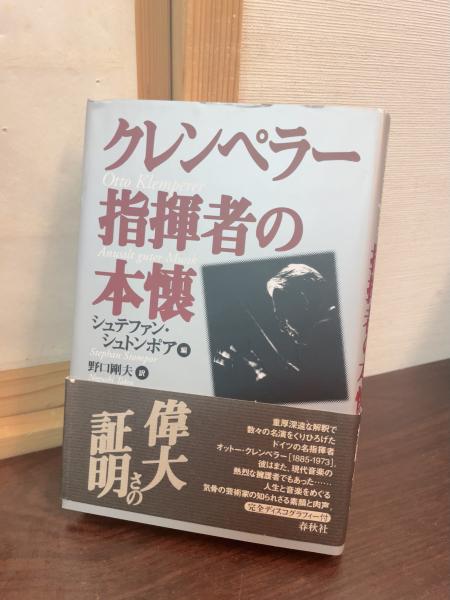 クレンペラー
Otto Klemperer
指揮者の
Anwalt guter Musik
本懐
シュテファン・
シュトンポア 編
Stephan Stompor
野口剛夫 訳
偉大
さの
証明
重厚深遠な解釈で
数々の名演をくりひろげた
ドイツの名指揮者
オットー・クレンペラー[1885-1973]。
彼はまた、現代音楽の
熱烈な擁護者でもあった……
人生と音楽をめぐる
気骨の芸術家の知られざる素顔と肉声。
完全ディスコグラフィー付
春秋社